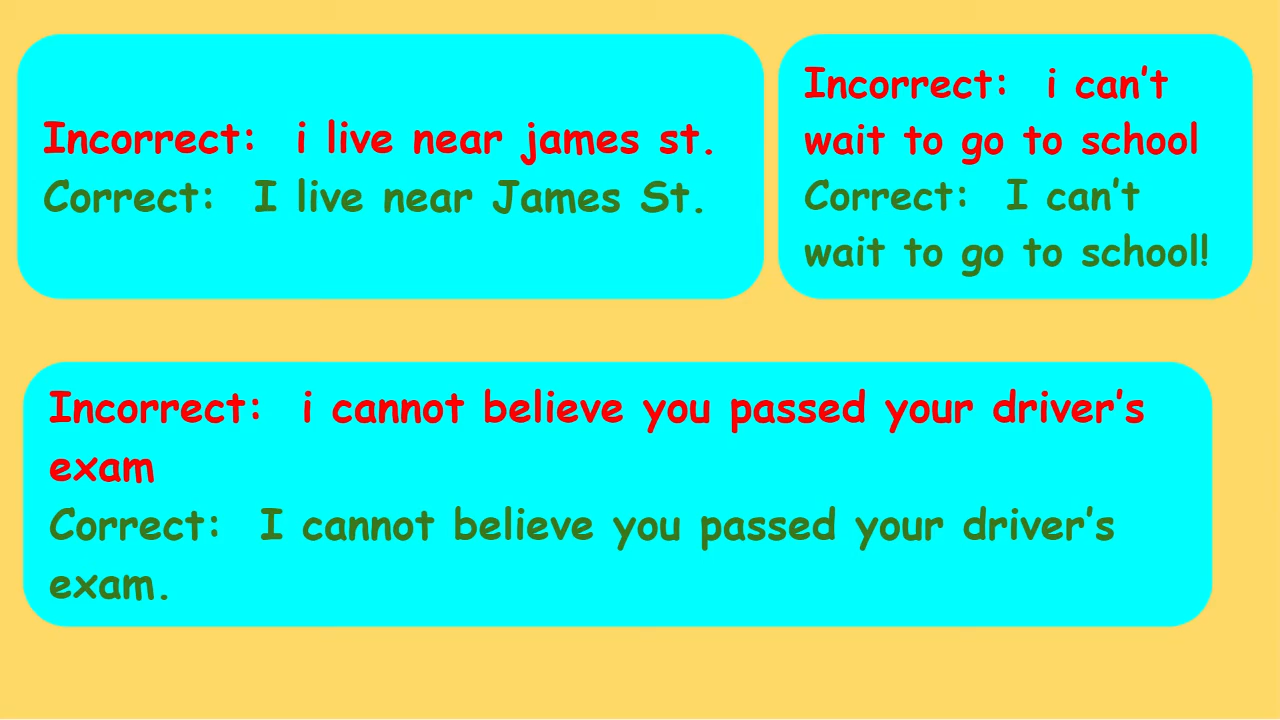 Incorrect:  i live near james st.
Correct:  I live near James St.
Incorrect:  i can’t
wait to go to school
Correct:  I can’t
wait to go to school!
Incorrect:  i cannot believe you passed your driver’s
exam
Correct:  I cannot believe you passed your driver’s
exam.